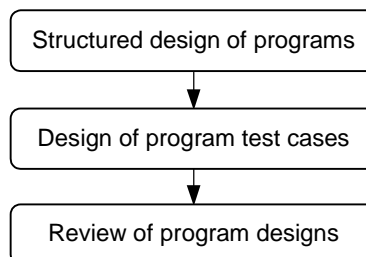 Structured design of programs
Design of program test cases
Review of program designs